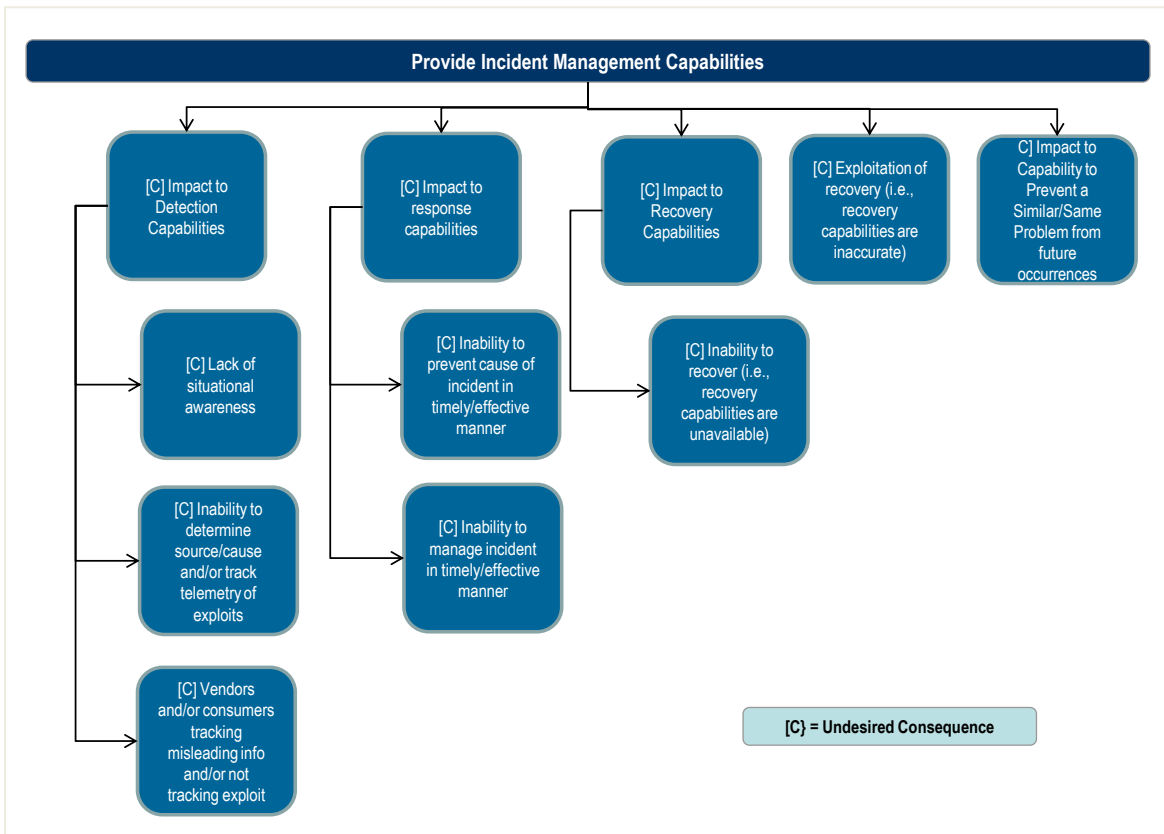 Provide Incident Management Capabilities
[C] Impact to
Detection
Capabilities
[C] Impact to
response
capabilities
[C] Impact to
Recovery
Capabilities
[C] Exploitation of
recovery (i.e.,
recovery
capabilities are
inaccurate)
C] Impact to
Capability to
Prevent a
Similar/Same
Problem from
future
occurrences
[C] Lack of
situational
awareness
[C] Inability to
prevent cause of
incident in
timely/effective
manner
[C] Inability to
recover (i.e.,
recovery
capabilities are
unavailable)
[C] Inability to
determine
source/cause
and/or track
telemetry of
exploits
[C] Inability to
manage incident
in timely/effective
manner
[C] Vendors
and/or consumers
tracking
misleading info
and/or not
tracking exploit
[C} = Undesired Consequence